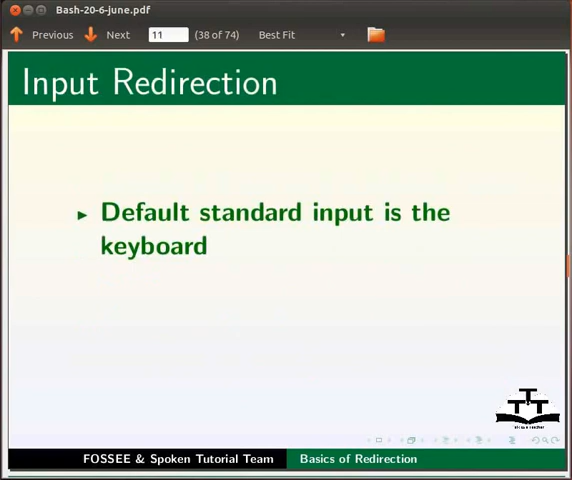 Bash-20-6-june.pdf
Previous Next 11 (38 of 74) Best Fit
Input Redirection
Default standard input is the
keyboard
FOSSEE & Spoken Tutorial Team Basics of Redirection